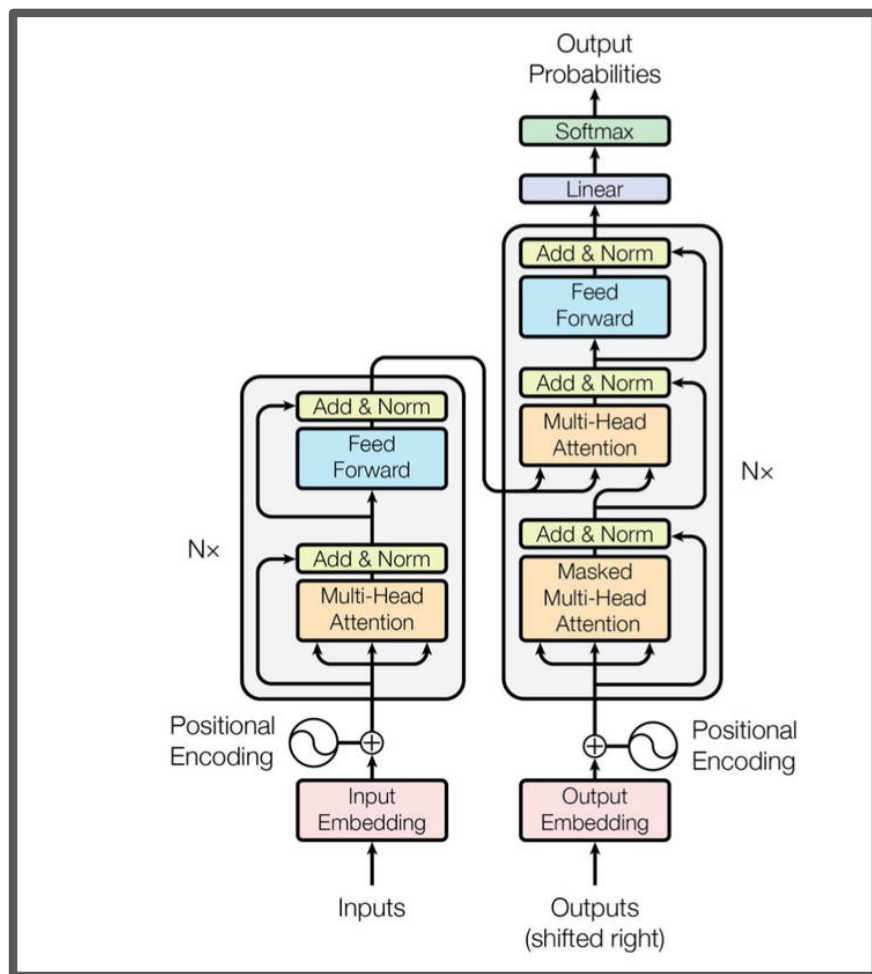 Output
Probabilities
Softmax
Linear
Add & Norm
Feed
Forward
Add & Norm
Multi-Head
Attention
Add & Norm
Masked
Multi-Head
Attention
Nx
Add & Norm
Feed
Forward
Add & Norm
Multi-Head
Attention
N×
Positional
Encoding
Positional
Encoding
Input
Embedding
Output
Embedding
Inputs
Outputs
(shifted right)